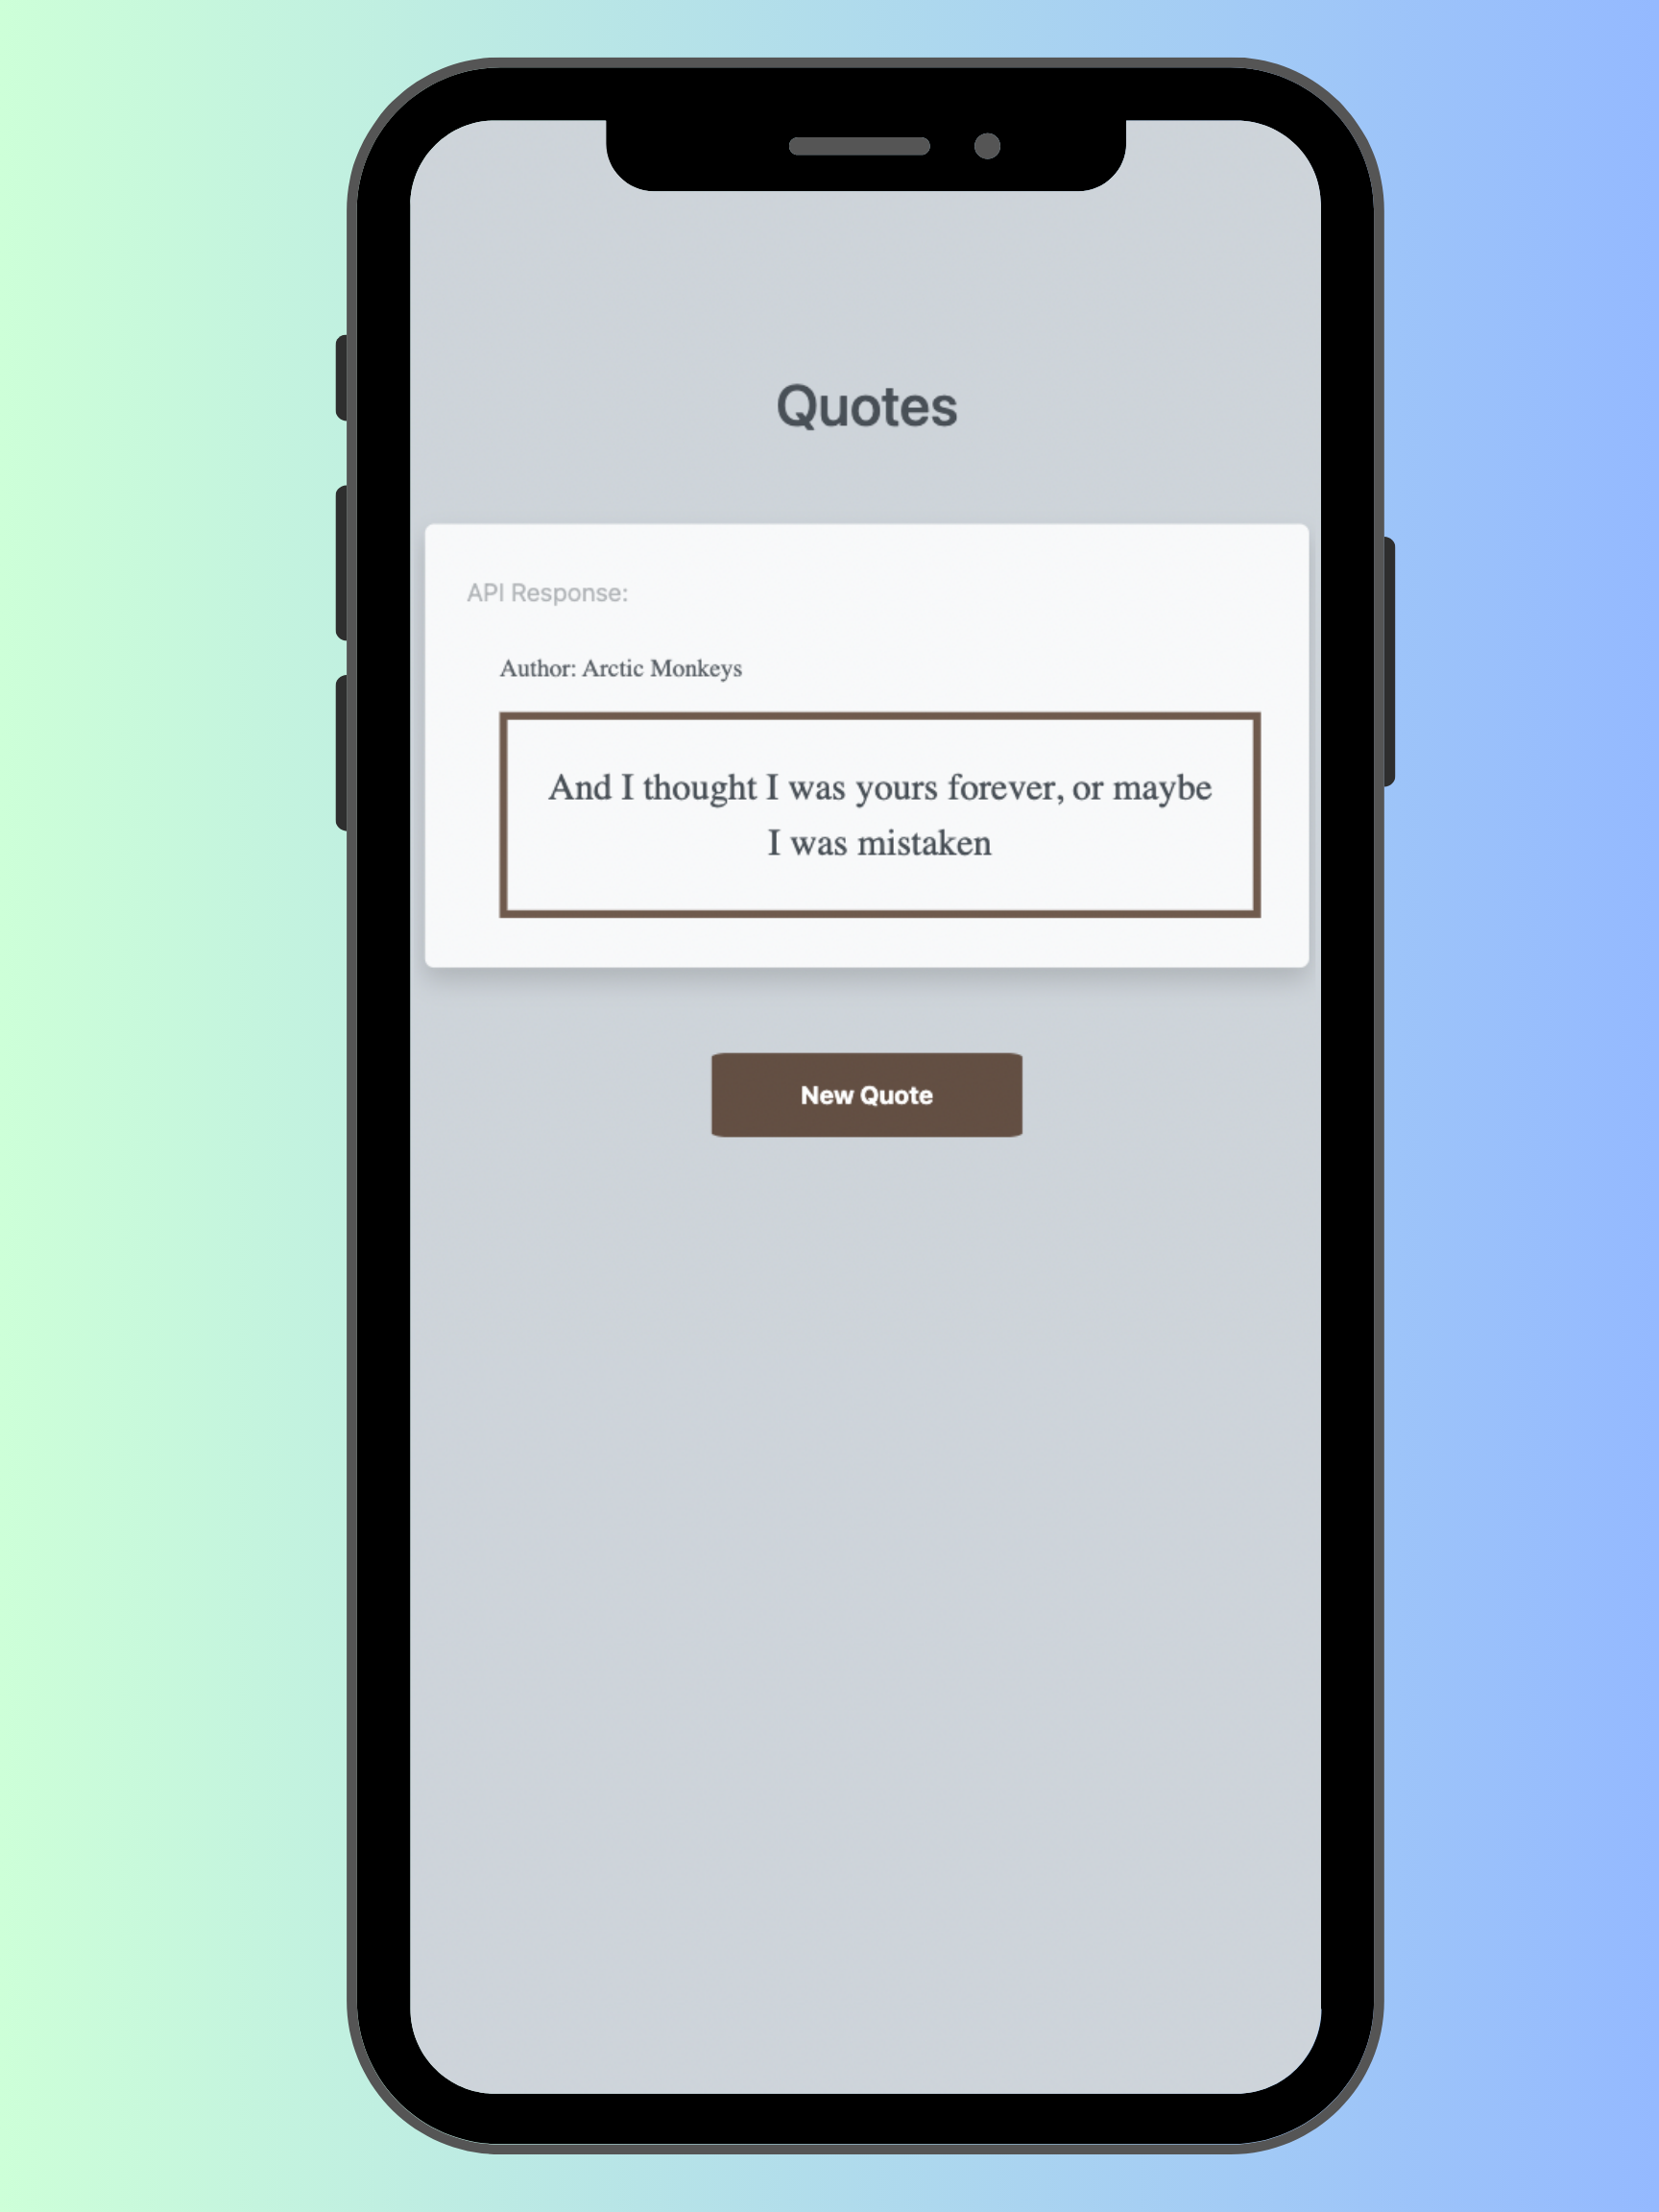 Quotes
API Response:
Author: Arctic Monkeys
And I thought I was yours forever, or maybe
I was mistaken
New Quote